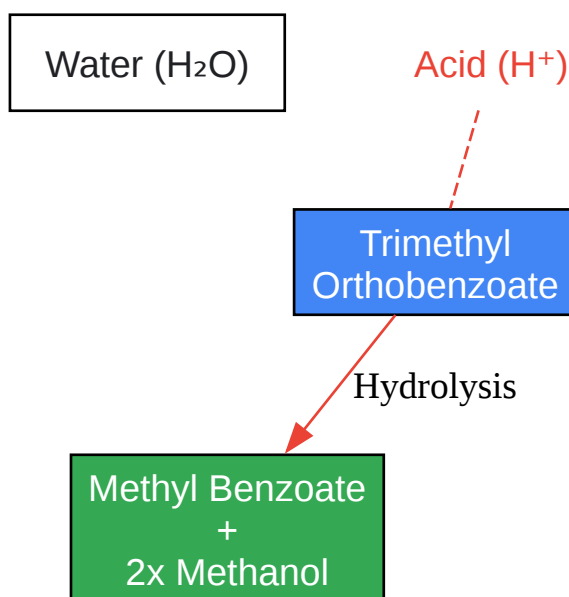 Water (H₂O)
Acid (H⁺)
Trimethyl
Orthobenzoate
Hydrolysis
Methyl Benzoate
+
2x Methanol